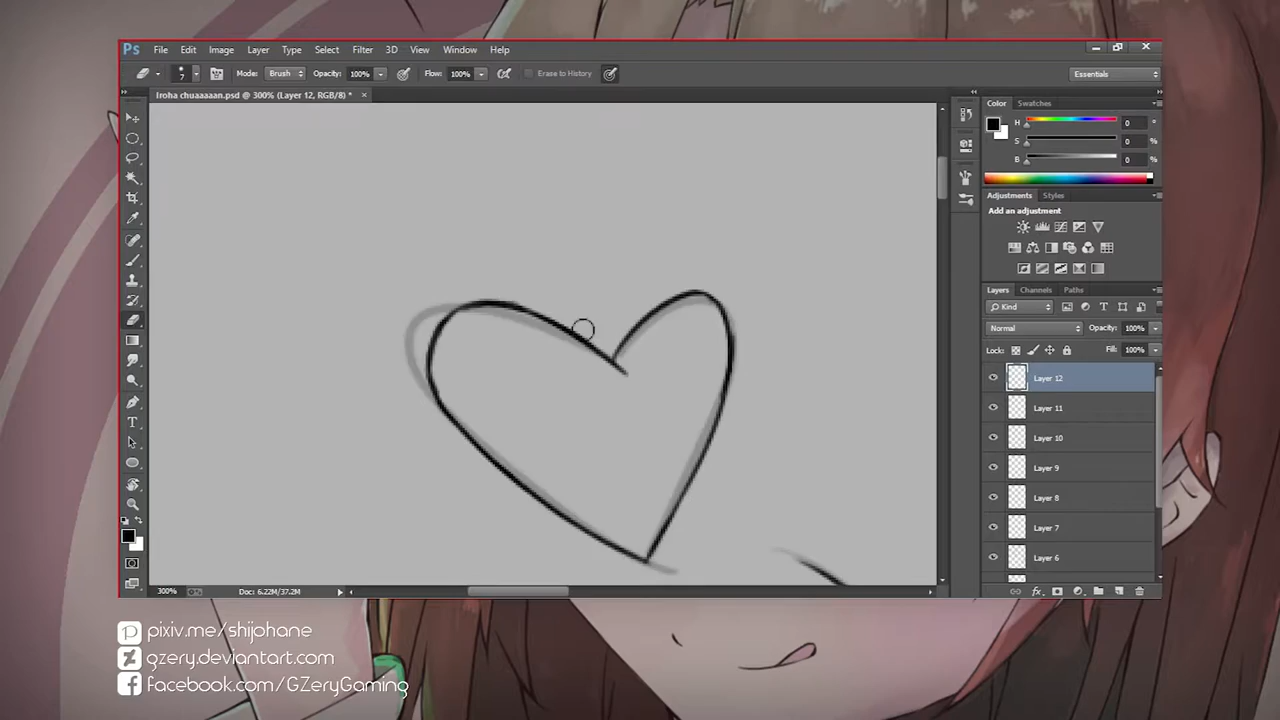 Ps File Edit Image Layer Type Select Filter 3D View Window Help
7 Mode: Brush Opacity: 100% Flow: 100% Erase to History Essentials
Iroha chuaaaaan.psd @ 300% (Layer 12, RGB/8) * ×
Color Swatches
H 0 °
S 0 %
B 0 %
Adjustments Styles
Add an adjustment
Layers Channels Paths
Kind
Normal Opacity: 100%
Lock: Fill: 100%
Layer 12
Layer 11
Layer 10
Layer 9
Layer 8
Layer 7
Layer 6
300% Doc: 6.22M/37.2M
pixiv.me/shijphane
gzery.deviantart.com
facebook.com/GZeryGaming